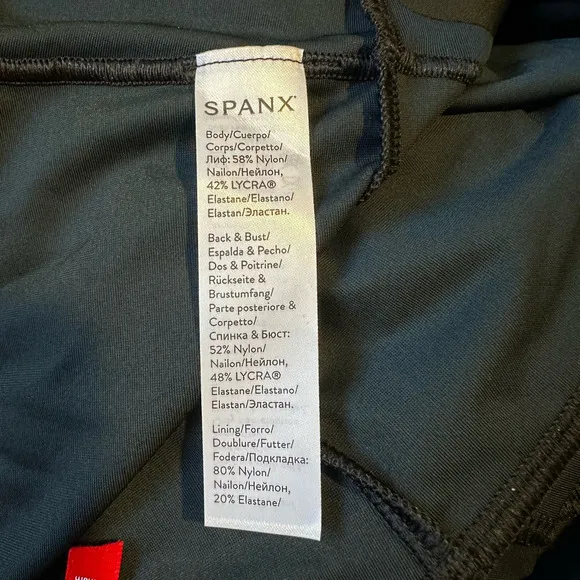 SPANX®
Body/Cuerpo/
Corps/Corpetto/
Лиф: 58% Nylon/
Nailon/Нейлон,
42% LYCRA®
Elastane/Elastano/
Elastan/Эластан.
Back & Bust/
Espalda & Pecho/
Dos & Poitrine/
Rückseite &
Brustumfang/
Parte posteriore &
Corpetto/
Спинка & Бюст:
52% Nylon/
Nailon/Нейлон,
48% LYCRA®
Elastane/Elastano/
Elastan/Эластан.
Lining/Forro/
Doublure/Futter/
Fodera/Подкладка:
80% Nylon/
Nailon/Нейлон,
20% Elastane/